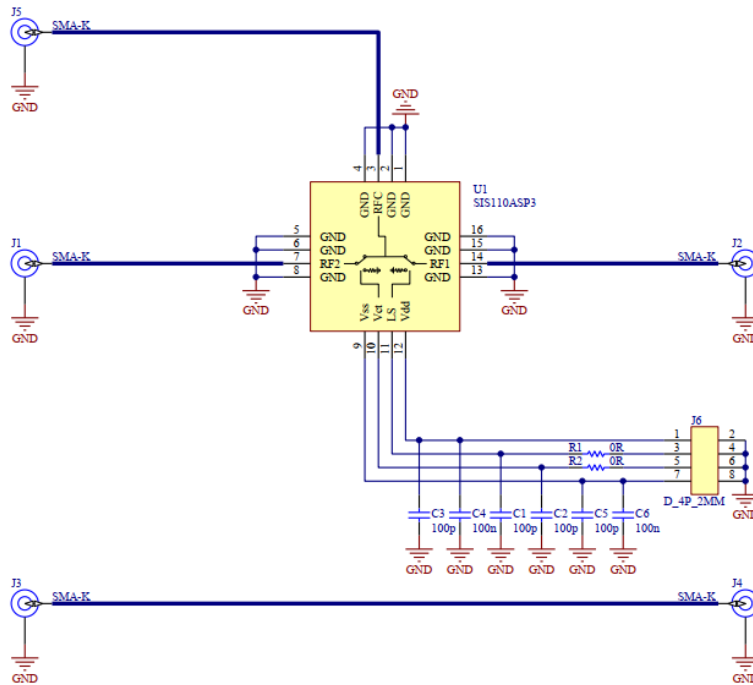 J5
SMA-K
GND
GND
4 3 2 1
U1
SIS110ASP3
GND RFC GND GND
5 GND GND 16
6 GND GND 15
J1 SMA-K 7 RF2 RF1 14 SMA-K J2
8 GND GND 13
GND GND
GND GND
Vss Vct LS Vdd
9 10 11 12
J6
1 2
R1 0R 3 4
R2 0R 5 6
7 8
D_4P_2MM GND
C3 C4 C1 C2 C5 C6
100p 100n 100p 100p 100p 100n
GND GND GND GND GND GND
J3 SMA-K SMA-K J4
GND GND